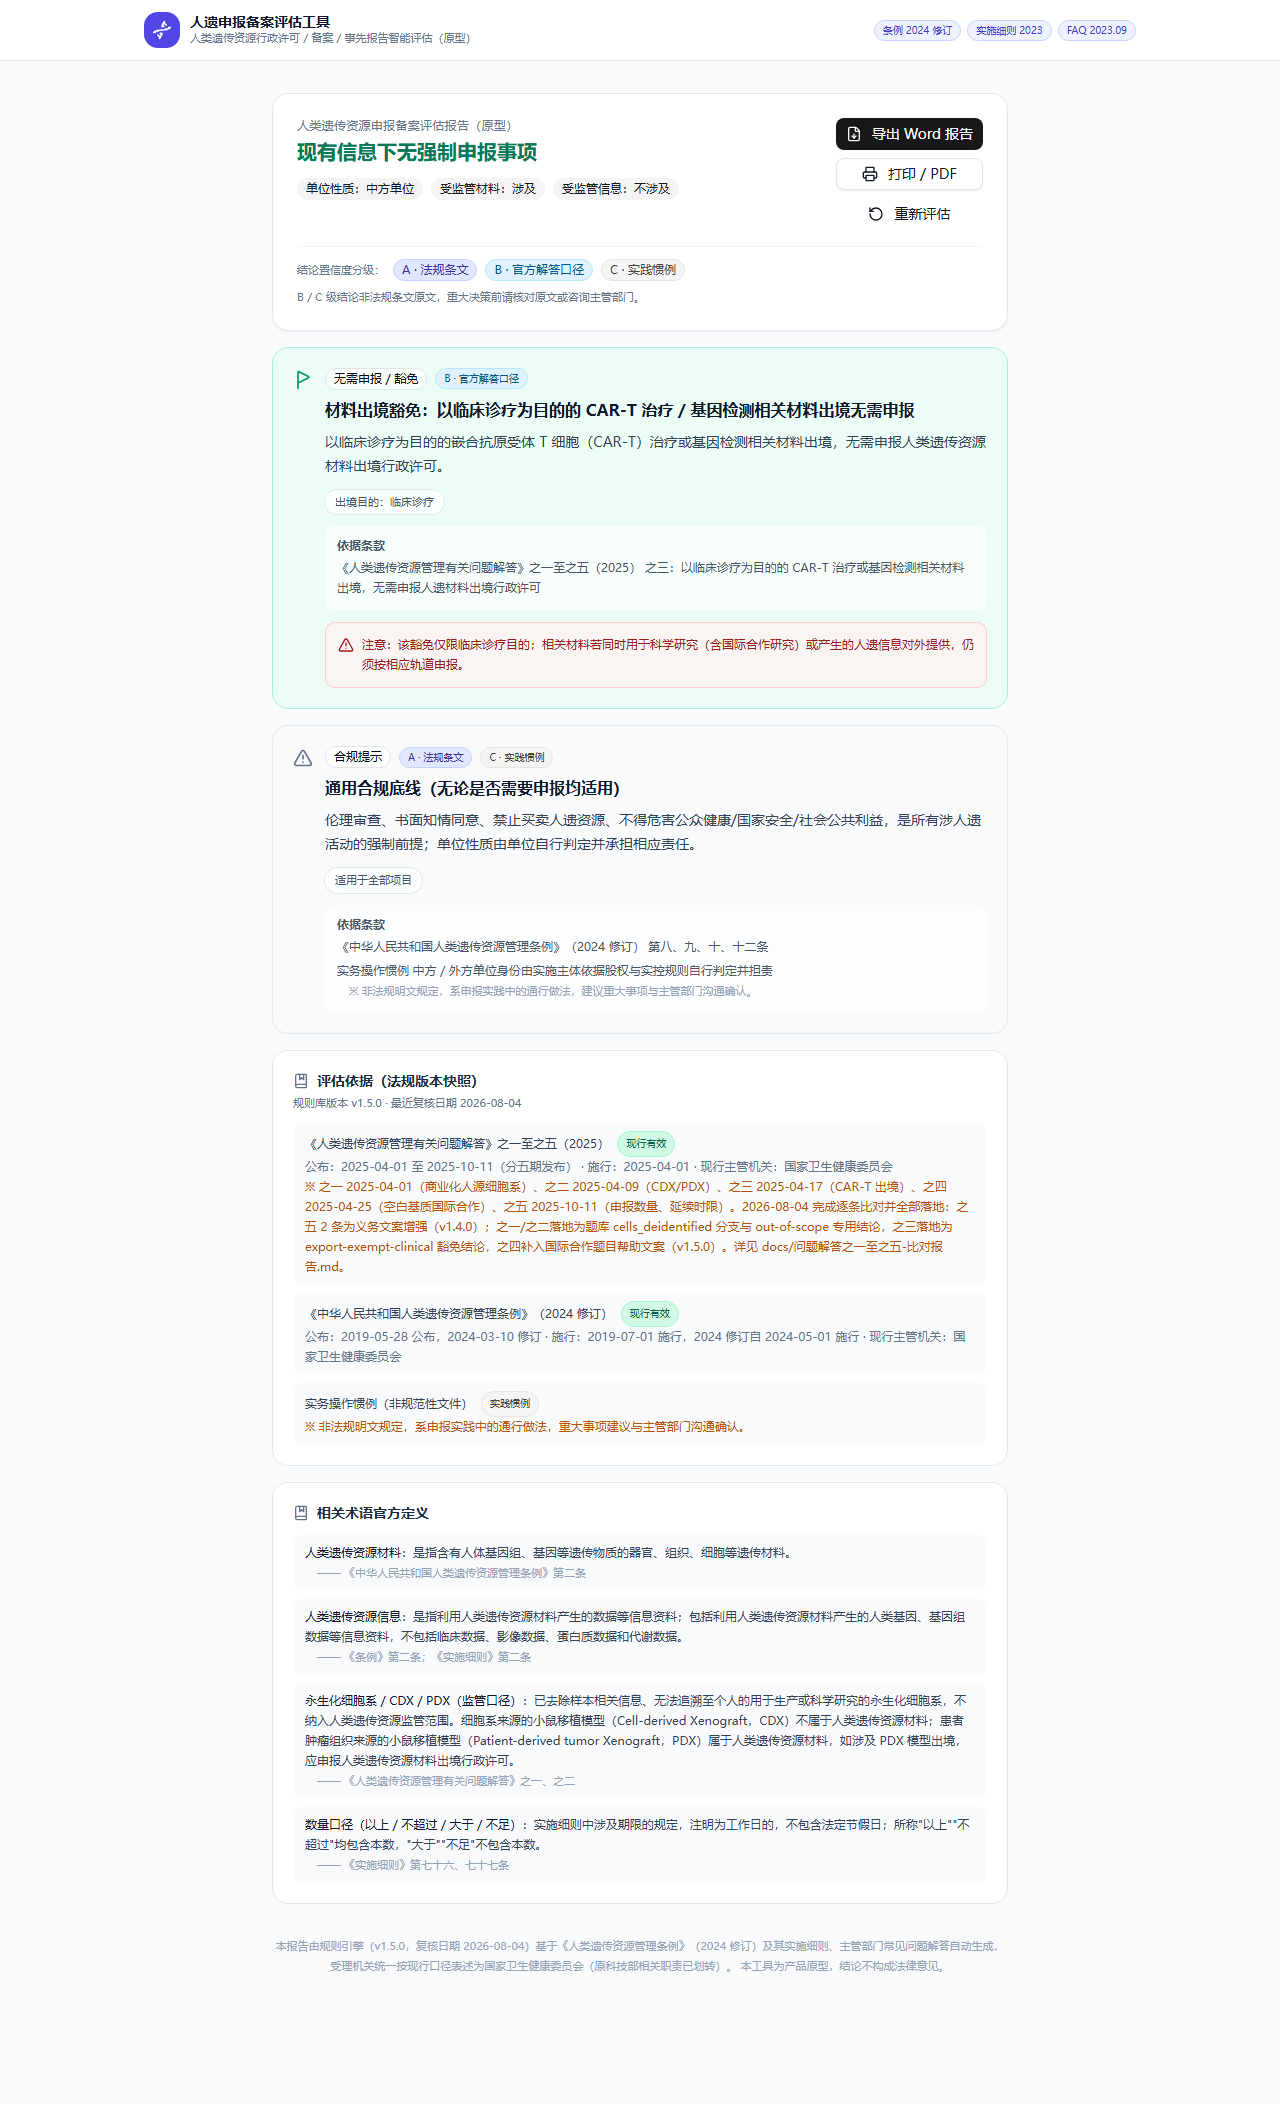 人遗申报备案评估工具
人类遗传资源行政许可 / 备案 / 事先报告智能评估（原型）
条例 2024 修订
实施细则 2023
FAQ 2023.09
人类遗传资源申报备案评估报告（原型）
现有信息下无强制申报事项
单位性质：中方单位
受监管材料：涉及
受监管信息：不涉及
导出 Word 报告
打印 / PDF
重新评估
结论置信度分级：
A · 法规条文
B · 官方解答口径
C · 实践惯例
B / C 级结论非法规条文原文，重大决策前请核对原文或咨询主管部门。
无需申报 / 豁免
B · 官方解答口径
材料出境豁免：以临床诊疗为目的的 CAR-T 治疗 / 基因检测相关材料出境无需申报
以临床诊疗为目的的嵌合抗原受体 T 细胞（CAR-T）治疗或基因检测相关材料出境，无需申报人类遗传资源
材料出境行政许可。
出境目的：临床诊疗
依据条款
《人类遗传资源管理有关问题解答》之一至之五（2025） 之三：以临床诊疗为目的的 CAR-T 治疗或基因检测相关材料
出境，无需申报人遗材料出境行政许可
注意：该豁免仅限临床诊疗目的；相关材料若同时用于科学研究（含国际合作研究）或产生的人遗信息对外提供，仍
须按相应轨道申报。
合规提示
A · 法规条文
C · 实践惯例
通用合规底线（无论是否需要申报均适用）
伦理审查、书面知情同意、禁止买卖人遗资源、不得危害公众健康/国家安全/社会公共利益，是所有涉人遗
活动的强制前提；单位性质由单位自行判定并承担相应责任。
适用于全部项目
依据条款
《中华人民共和国人类遗传资源管理条例》（2024 修订） 第八、九、十、十二条
实务操作惯例 中方 / 外方单位身份由实施主体依据股权与实控规则自行判定并担责
※ 非法规明文规定，系申报实践中的通行做法，建议重大事项与主管部门沟通确认。
评估依据（法规版本快照）
规则库版本 v1.5.0 · 最近复核日期 2026-08-04
《人类遗传资源管理有关问题解答》之一至之五（2025）
现行有效
公布：2025-04-01 至 2025-10-11（分五期发布） · 施行：2025-04-01 · 现行主管机关：国家卫生健康委员会
※ 之一 2025-04-01（商业化人源细胞系）、之二 2025-04-09（CDX/PDX）、之三 2025-04-17（CAR-T 出境）、之四
2025-04-25（空白基质国际合作）、之五 2025-10-11（申报数量、延续时限）。2026-08-04 完成逐条比对并全部落地：之
五 2 条为义务文案增强（v1.4.0）；之一/之二落地为题库 cells_deidentified 分支与 out-of-scope 专用结论，之三落地为
export-exempt-clinical 豁免结论，之四补入国际合作题目帮助文案（v1.5.0）。详见 docs/问题解答之一至之五-比对报
告.md。
《中华人民共和国人类遗传资源管理条例》（2024 修订）
现行有效
公布：2019-05-28 公布，2024-03-10 修订 · 施行：2019-07-01 施行，2024 修订自 2024-05-01 施行 · 现行主管机关：国
家卫生健康委员会
实务操作惯例（非规范性文件）
实践惯例
※ 非法规明文规定，系申报实践中的通行做法，重大事项建议与主管部门沟通确认。
相关术语官方定义
人类遗传资源材料：是指含有人体基因组、基因等遗传物质的器官、组织、细胞等遗传材料。
—— 《中华人民共和国人类遗传资源管理条例》第二条
人类遗传资源信息：是指利用人类遗传资源材料产生的数据等信息资料；包括利用人类遗传资源材料产生的人类基因、基因组
数据等信息资料，不包括临床数据、影像数据、蛋白质数据和代谢数据。
—— 《条例》第二条；《实施细则》第二条
永生化细胞系 / CDX / PDX（监管口径）：已去除样本相关信息、无法追溯至个人的用于生产或科学研究的永生化细胞系，不
纳入人类遗传资源监管范围。细胞系来源的小鼠移植模型（Cell-derived Xenograft，CDX）不属于人类遗传资源材料；患者
肿瘤组织来源的小鼠移植模型（Patient-derived tumor Xenograft，PDX）属于人类遗传资源材料，如涉及 PDX 模型出境，
应申报人类遗传资源材料出境行政许可。
—— 《人类遗传资源管理有关问题解答》之一、之二
数量口径（以上 / 不超过 / 大于 / 不足）：实施细则中涉及期限的规定，注明为工作日的，不包含法定节假日；所称"以上""不
超过"均包含本数，"大于""不足"不包含本数。
—— 《实施细则》第七十六、七十七条
本报告由规则引擎（v1.5.0，复核日期 2026-08-04）基于《人类遗传资源管理条例》（2024 修订）及其实施细则、主管部门常见问题解答自动生成，
受理机关统一按现行口径表述为国家卫生健康委员会（原科技部相关职责已划转）。 本工具为产品原型，结论不构成法律意见。